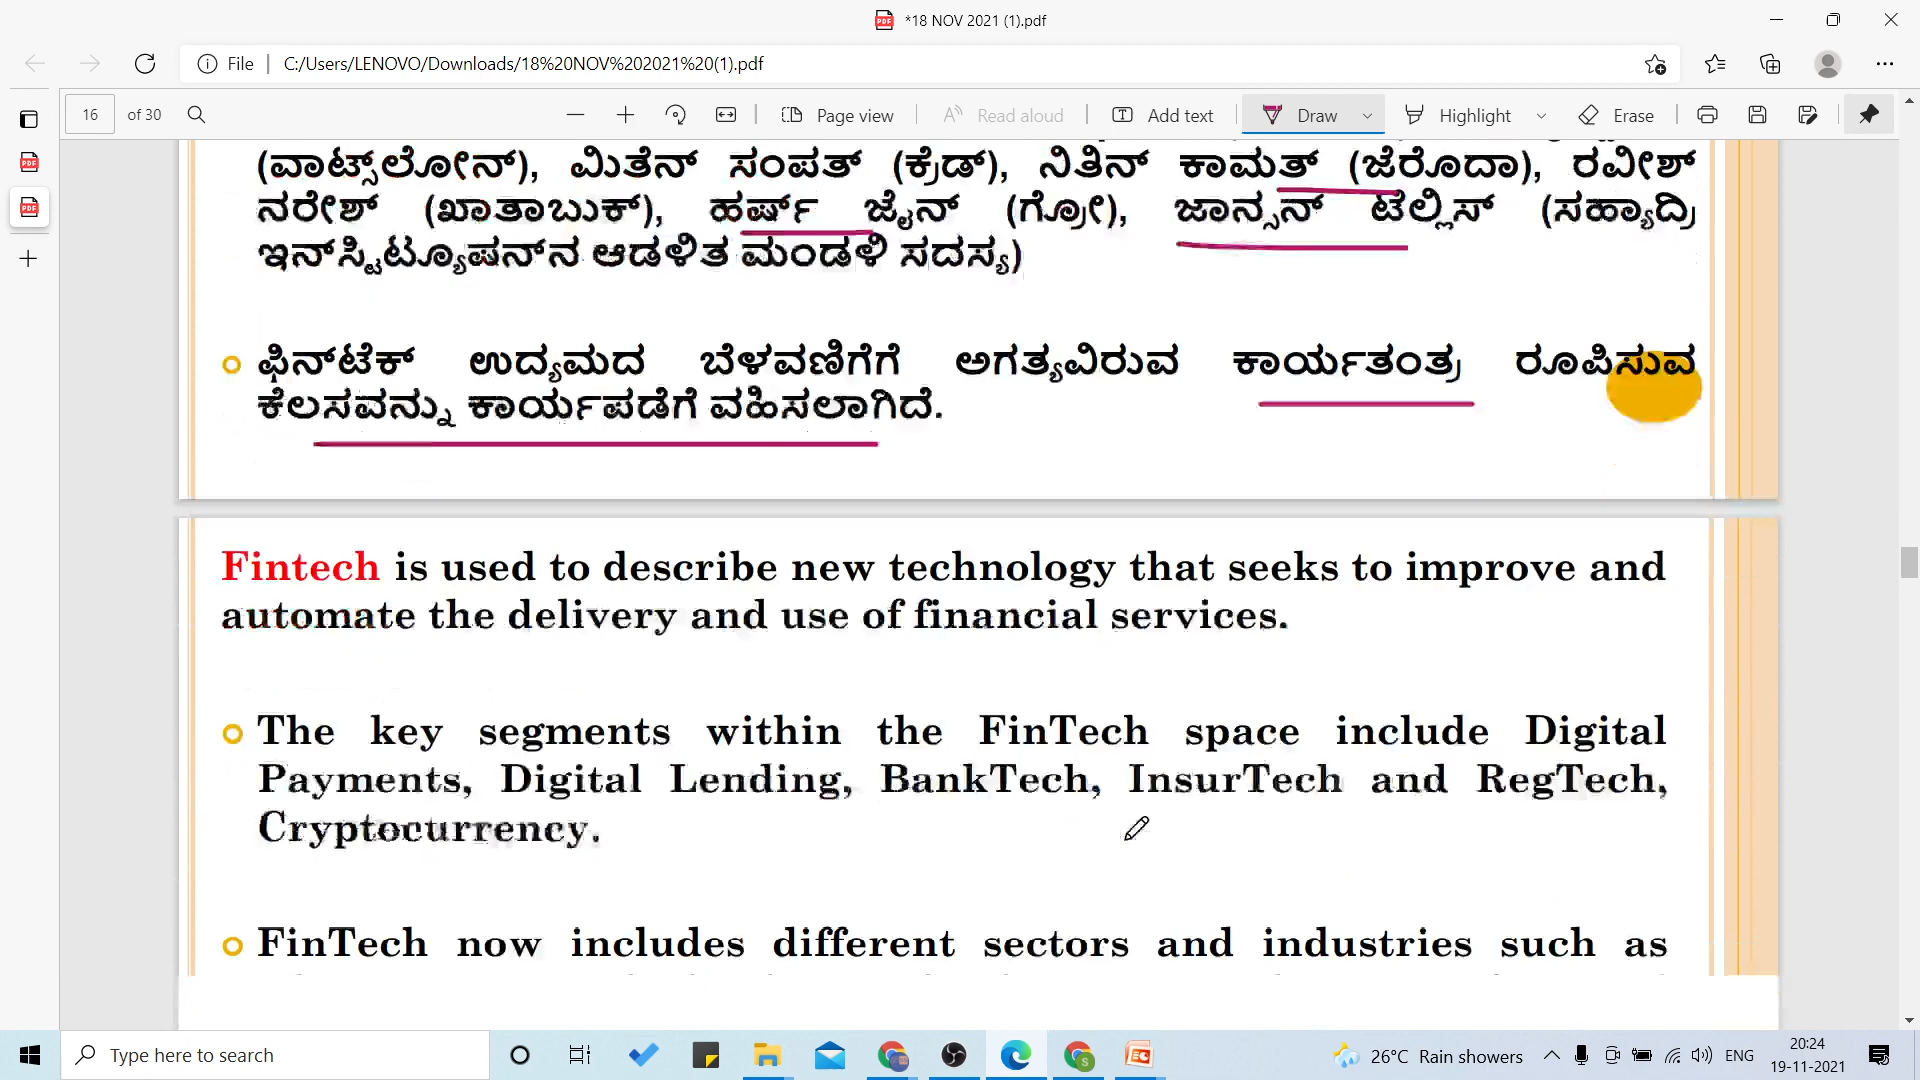 *18 NOV 2021 (1).pdf
File
C:/Users/LENOVO/Downloads/18%20NOV%202021%20(1).pdf
16 of 30
Page view
Read aloud
Add text
Draw
Highlight
Erase
(ವಾಟ್ಸ್‌ಲೋನ್), ಮಿತೆನ್ ಸಂಪತ್ (ಕ್ರೆಡ್), ನಿತಿನ್ ಕಾಮತ್ (ಜೆರೊದಾ), ರವೀಶ್
ನರೇಶ್ (ಖಾತಾಬುಕ್), ಹರ್ಷ್ ಜೈನ್ (ಗ್ರೋ), ಜಾನ್ಸನ್ ಟೆಲ್ಲಿಸ್ (ಸಹ್ಯಾದ್ರಿ
ಇನ್‌ಸ್ಟಿಟ್ಯೂಷನ್‌ನ ಆಡಳಿತ ಮಂಡಳಿ ಸದಸ್ಯ)
ಫಿನ್‌ಟೆಕ್ ಉದ್ಯಮದ ಬೆಳವಣಿಗೆಗೆ ಅಗತ್ಯವಿರುವ ಕಾರ್ಯತಂತ್ರ ರೂಪಿಸುವ
ಕೆಲಸವನ್ನು ಕಾರ್ಯಪಡೆಗೆ ವಹಿಸಲಾಗಿದೆ.
Fintech is used to describe new technology that seeks to improve and
automate the delivery and use of financial services.
The key segments within the FinTech space include Digital
Payments, Digital Lending, BankTech, InsurTech and RegTech,
Cryptocurrency.
FinTech now includes different sectors and industries such as
Type here to search
26°C Rain showers
ENG
20:24
19-11-2021